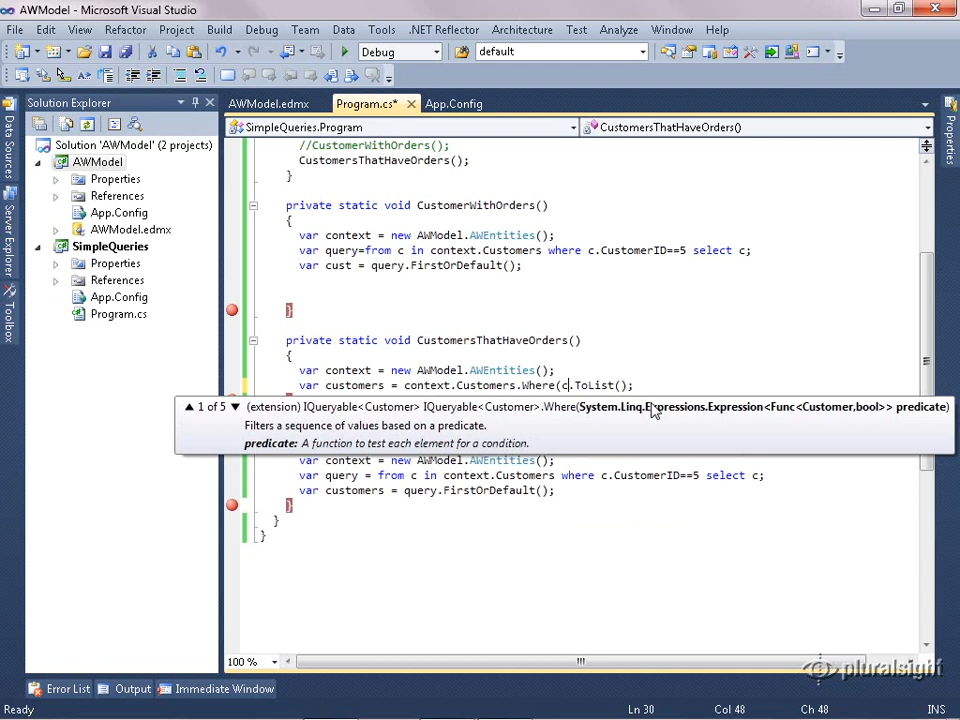 AWModel - Microsoft Visual Studio
File Edit View Refactor Project Build Debug Team Data Tools .NET Reflector Architecture Test Analyze Window Help
Debug default
Solution Explorer
AWModel.edmx Program.cs* App.Config
SimpleQueries.Program CustomersThatHaveOrders()
Data Sources
Server Explorer
Toolbox
Properties
Solution 'AWModel' (2 projects)
AWModel
Properties
References
App.Config
AWModel.edmx
SimpleQueries
Properties
References
App.Config
Program.cs
//CustomerWithOrders();
CustomersThatHaveOrders();
}
private static void CustomerWithOrders()
{
var context = new AWModel.AWEntities();
var query=from c in context.Customers where c.CustomerID==5 select c;
var cust = query.FirstOrDefault();
}
private static void CustomersThatHaveOrders()
{
var context = new AWModel.AWEntities();
var customers = context.Customers.Where(c.ToList();
1 of 5 (extension) IQueryable<Customer> IQueryable<Customer>.Where(System.Linq.Expressions.Expression<Func<Customer,bool>> predicate)
Filters a sequence of values based on a predicate.
predicate: A function to test each element for a condition.
var context = new AWModel.AWEntities();
var query = from c in context.Customers where c.CustomerID==5 select c;
var customers = query.FirstOrDefault();
}
}
}
100 %
pluralsight
Error List Output Immediate Window
Ready Ln 30 Col 48 Ch 48 INS